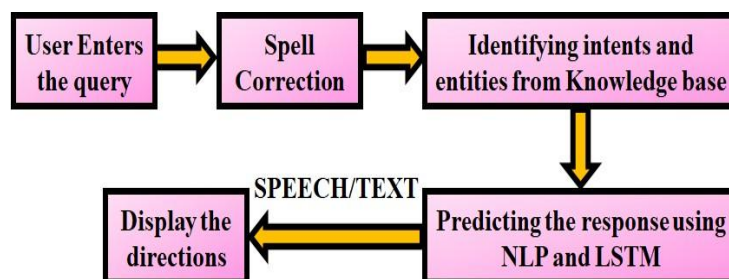 User Enters
the query
Spell
Correction
Identifying intents and
entities from Knowledge base
SPEECH/TEXT
Predicting the response using
NLP and LSTM
Display the
directions